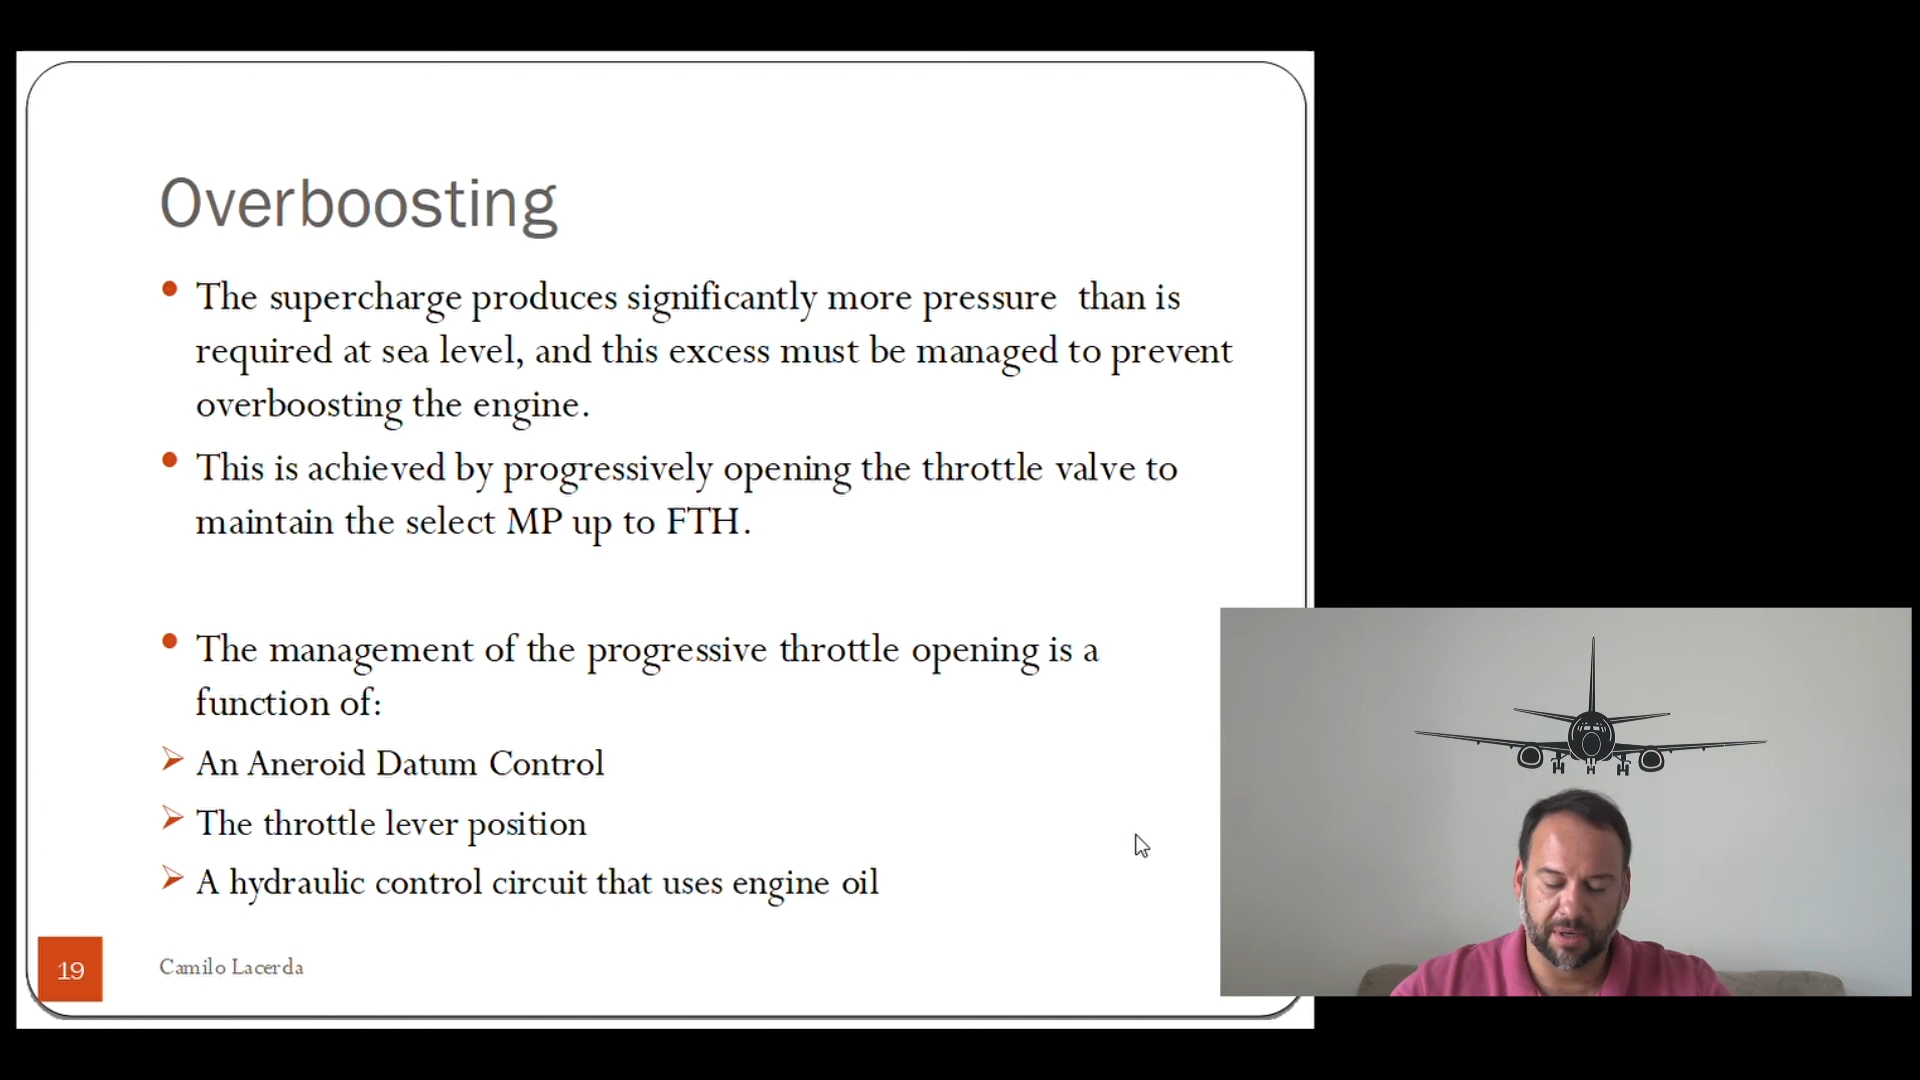 Overboosting
The supercharge produces significantly more pressure than is
required at sea level, and this excess must be managed to prevent
overboosting the engine.
This is achieved by progressively opening the throttle valve to
maintain the select MP up to FTH.
The management of the progressive throttle opening is a
function of:
An Aneroid Datum Control
The throttle lever position
A hydraulic control circuit that uses engine oil
19
Camilo Lacerda